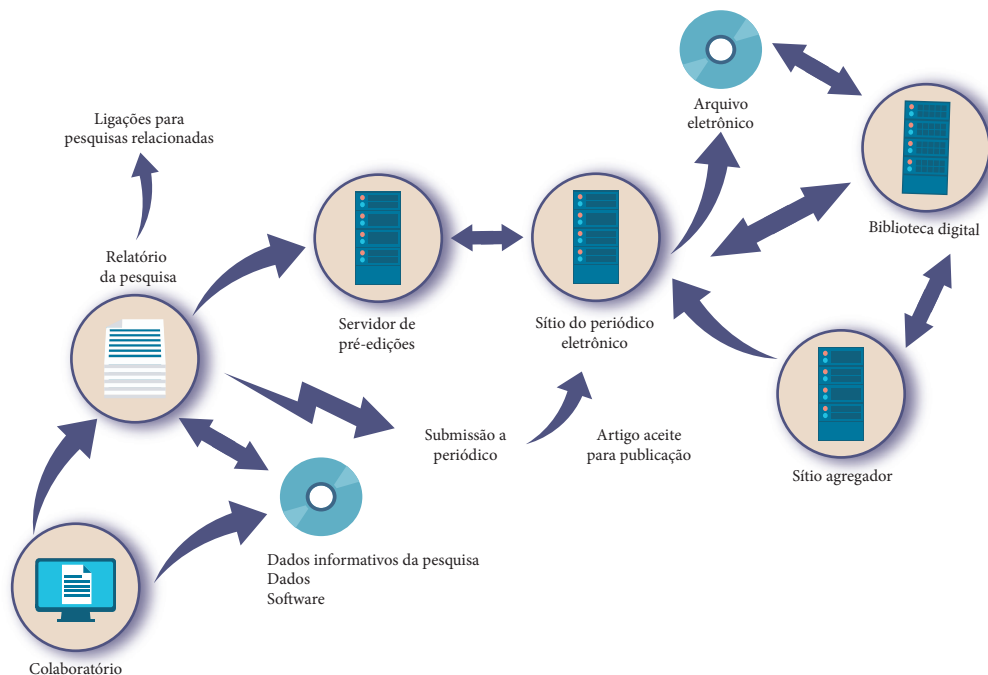 Ligações para
pesquisas relacionadas
Relatório
da pesquisa
Servidor de
pré-edições
Sítio do periódico
eletrônico
Arquivo
eletrônico
Biblioteca digital
Sítio agregador
Submissão a
periódico
Artigo aceite
para publicação
Dados informativos da pesquisa
Dados
Software
Colaboratório